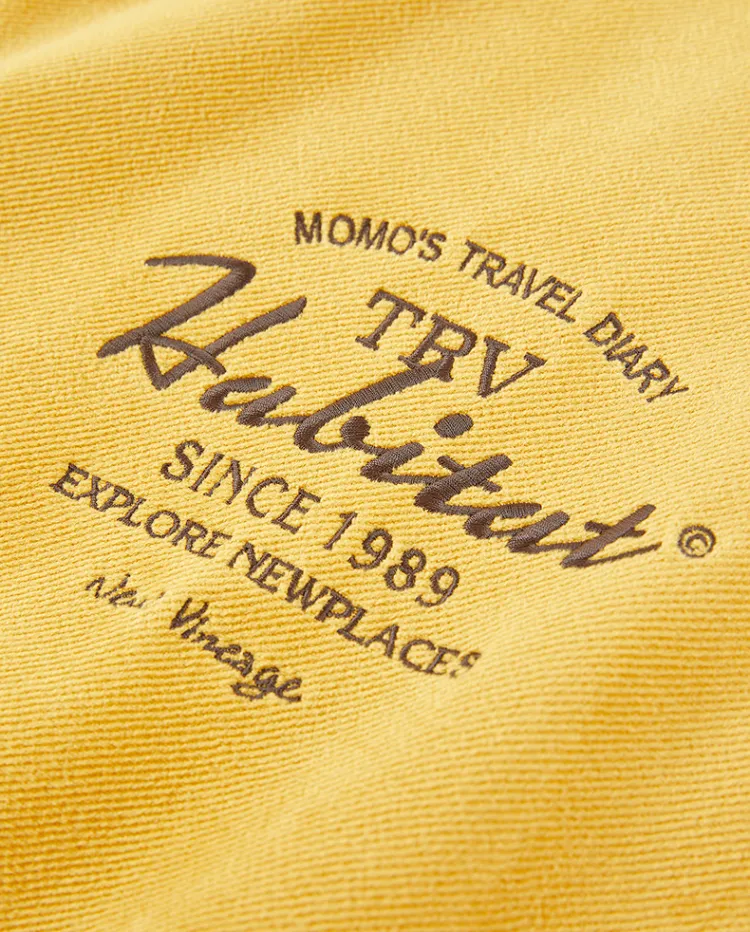 MOMO'S TRAVEL DIARY
TRV
Habitat ©
SINCE 1989
EXPLORE NEWPLACES
Vineage